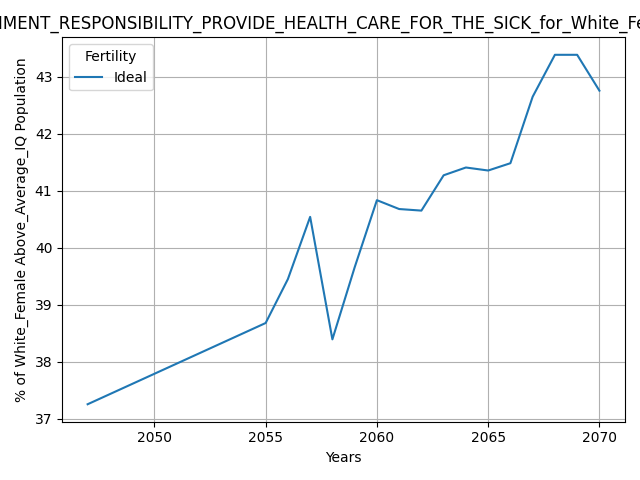 IMENT_RESPONSIBILITY_PROVIDE_HEALTH_CARE_FOR_THE_SICK_for_White_Fe
Fertility
Ideal
% of White_Female Above_Average_IQ Population
43
42
41
40
39
38
37
2050
2055
2060
2065
2070
Years